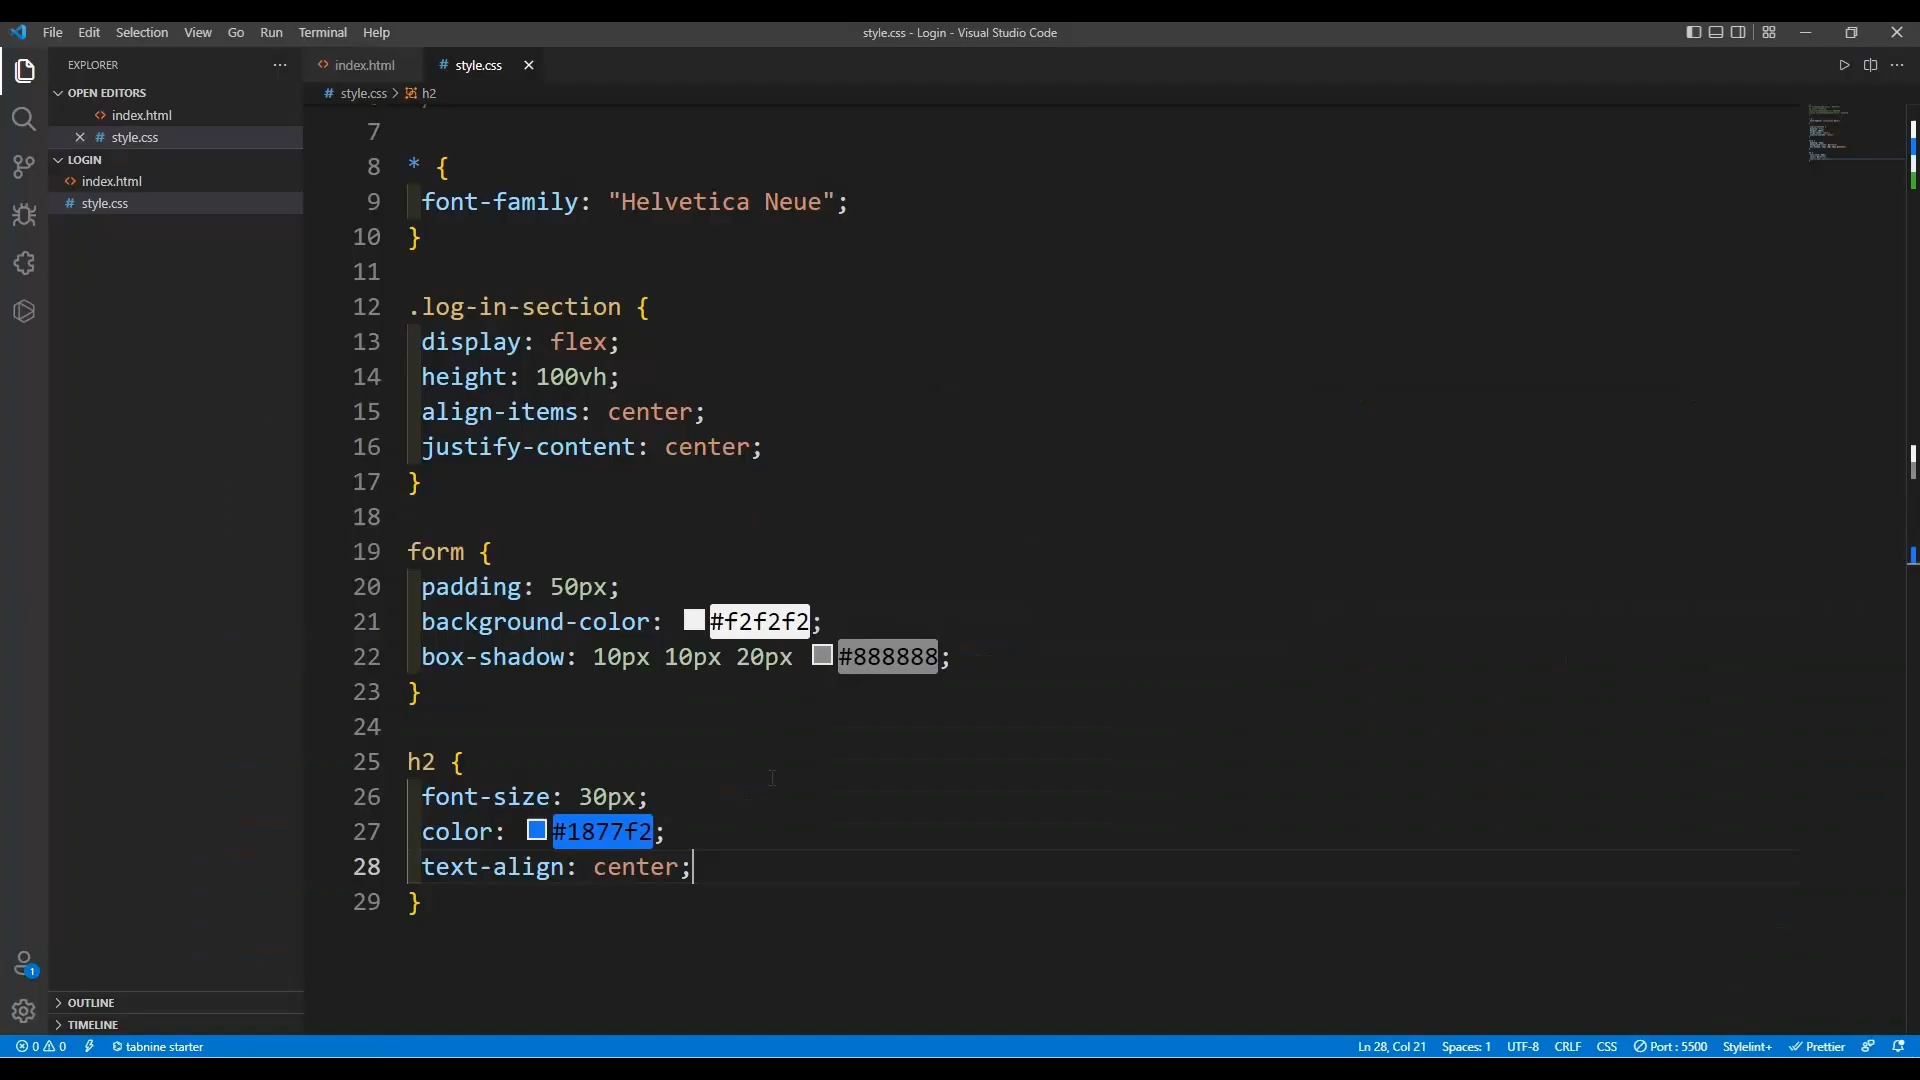 File Edit Selection View Go Run Terminal Help
style.css - Login - Visual Studio Code
EXPLORER
OPEN EDITORS
index.html
style.css
LOGIN
index.html
style.css
OUTLINE
TIMELINE
index.html
# style.css
# style.css > h2
7
8 * {
9 font-family: "Helvetica Neue";
10 }
11
12 .log-in-section {
13 display: flex;
14 height: 100vh;
15 align-items: center;
16 justify-content: center;
17 }
18
19 form {
20 padding: 50px;
21 background-color: #f2f2f2;
22 box-shadow: 10px 10px 20px #888888;
23 }
24
25 h2 {
26 font-size: 30px;
27 color: #1877f2;
28 text-align: center;
29 }
1
0 0 tabnine starter
Ln 28, Col 21 Spaces: 1 UTF-8 CRLF CSS Port : 5500 Stylelint+ Prettier